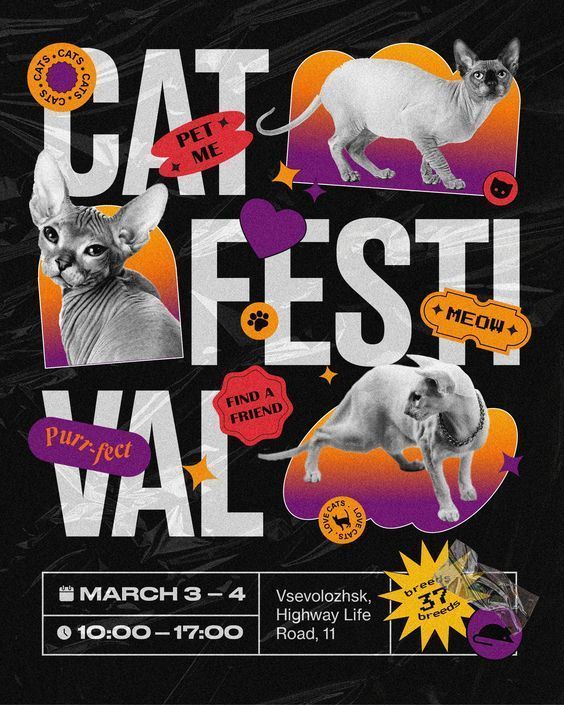 CATS • CATS • CATS • CATS •
CAT
PET
ME
FESTI
MEOW
FIND A
FRIEND
VAL
Purr-fect
LOVE CATS • LOVE CATS •
MARCH 3 – 4
10:00 – 17:00
Vsevolozhsk,
Highway Life
Road, 11
breeds
37
breeds